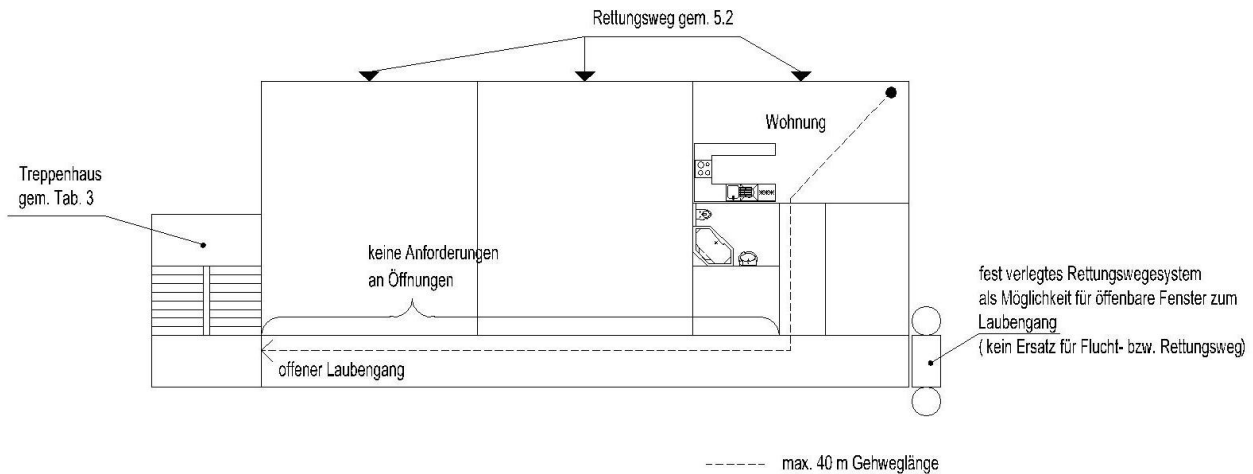 Rettungsweg gem. 5.2
Wohnung
Treppenhaus
gem. Tab. 3
keine Anforderungen
an Öffnungen
fest verlegtes Rettungswegesystem
als Möglichkeit für öffenbare Fenster zum
Laubengang
( kein Ersatz für Flucht- bzw. Rettungsweg)
offener Laubengang
max. 40 m Gehweglänge